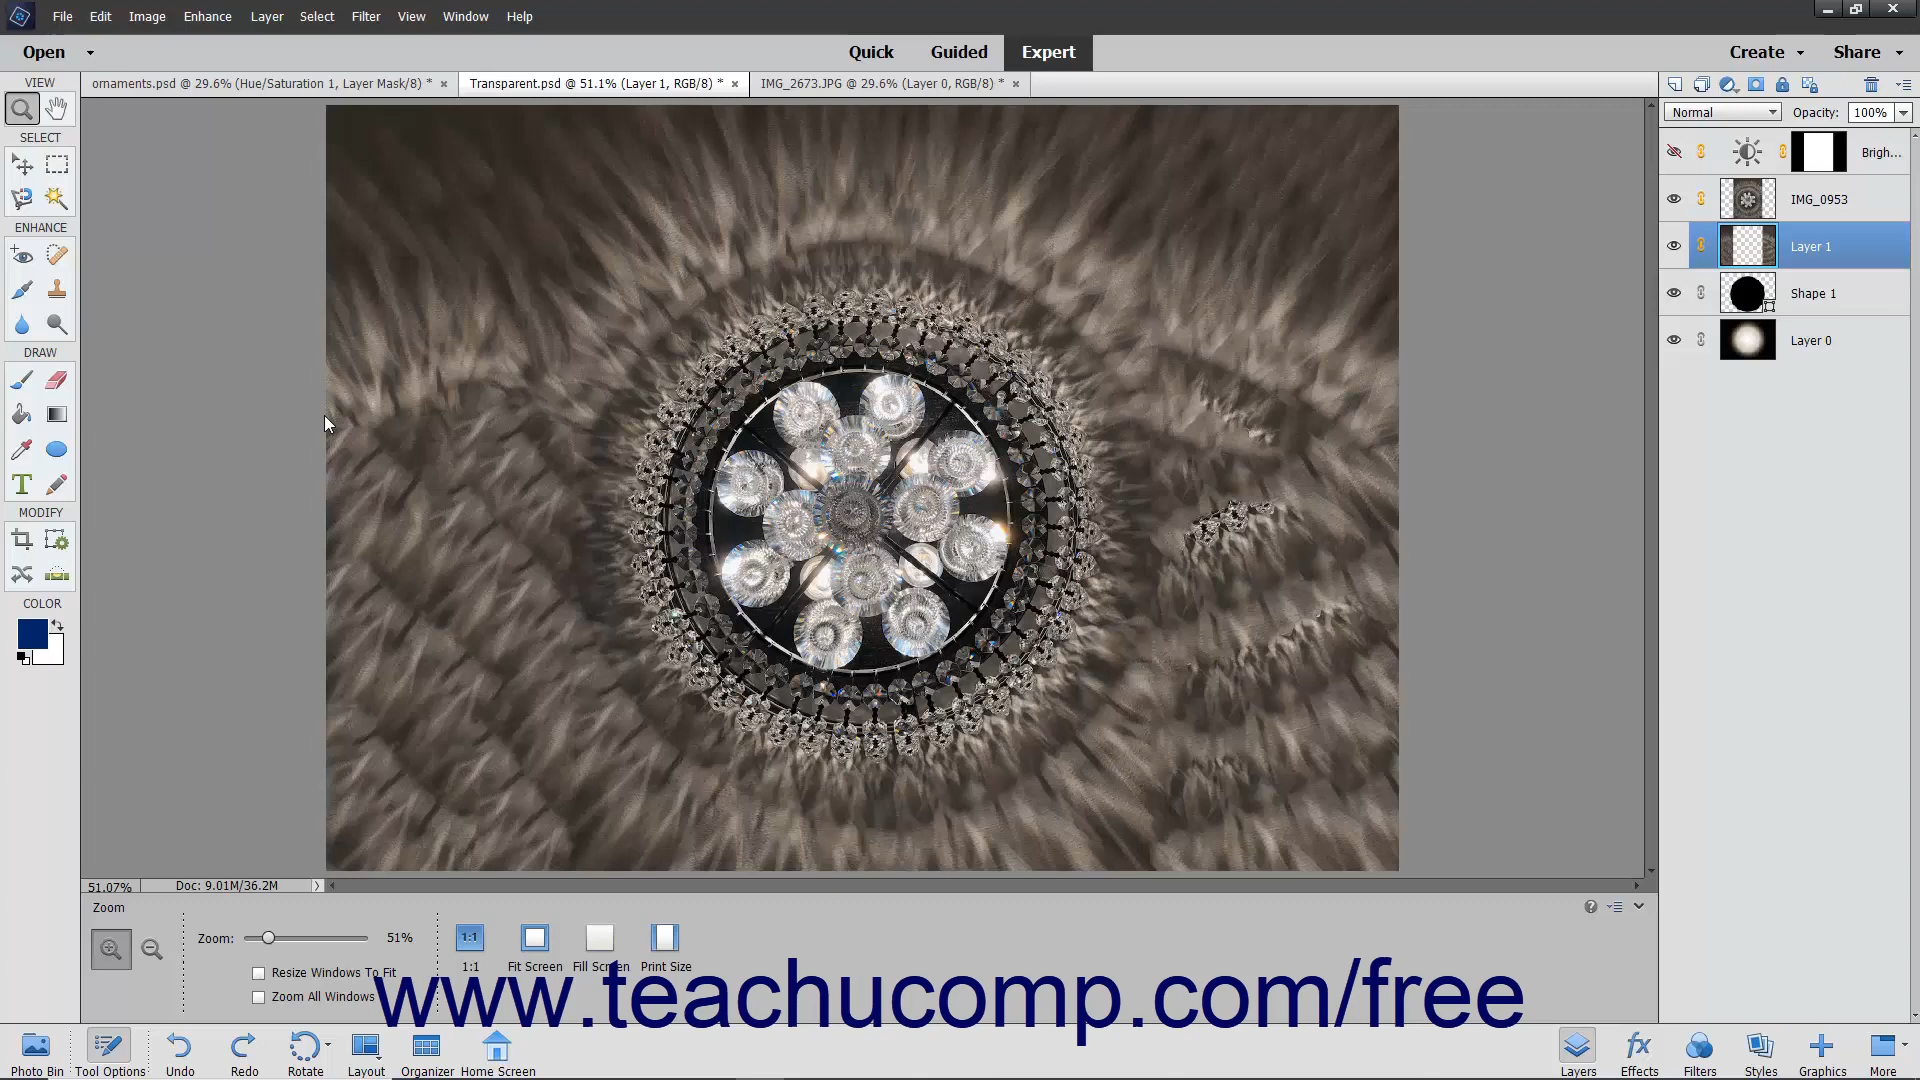 File Edit Image Enhance Layer Select Filter View Window Help
Open Quick Guided Expert Create Share
VIEW
ornaments.psd @ 29.6% (Hue/Saturation 1, Layer Mask/8) * × Transparent.psd @ 51.1% (Layer 1, RGB/8) * × IMG_2673.JPG @ 29.6% (Layer 0, RGB/8) * ×
Normal Opacity: 100%
SELECT
Brigh...
IMG_0953
ENHANCE
Layer 1
Shape 1
Layer 0
DRAW
T
MODIFY
COLOR
51.07% Doc: 9.01M/36.2M
Zoom
Zoom: 51%
1:1
1:1 Fit Screen Fill Screen Print Size
Resize Windows To Fit
Zoom All Windows
www.teachucomp.com/free
Photo Bin Tool Options Undo Redo Rotate Layout Organizer Home Screen
fx
Layers Effects Filters Styles Graphics More